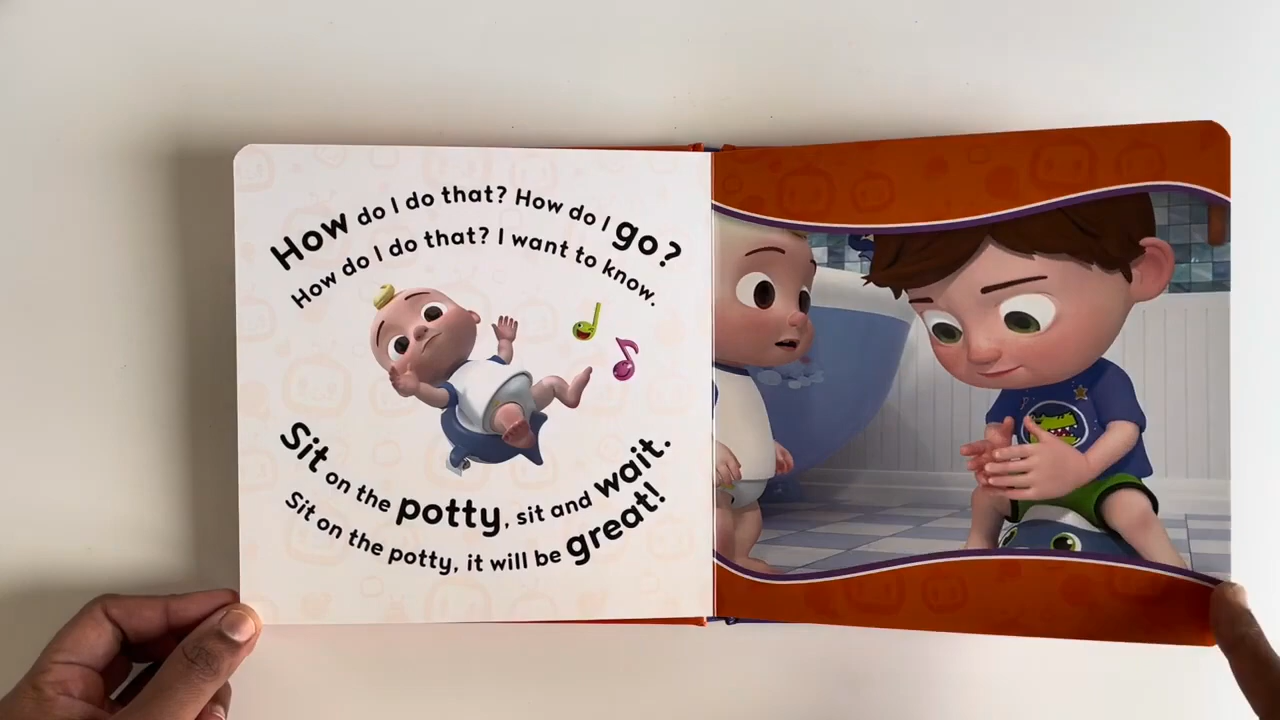 How do I do that? How do I go?
How do I do that? I want to know.
Sit on the potty, sit and wait.
Sit on the potty, it will be great!